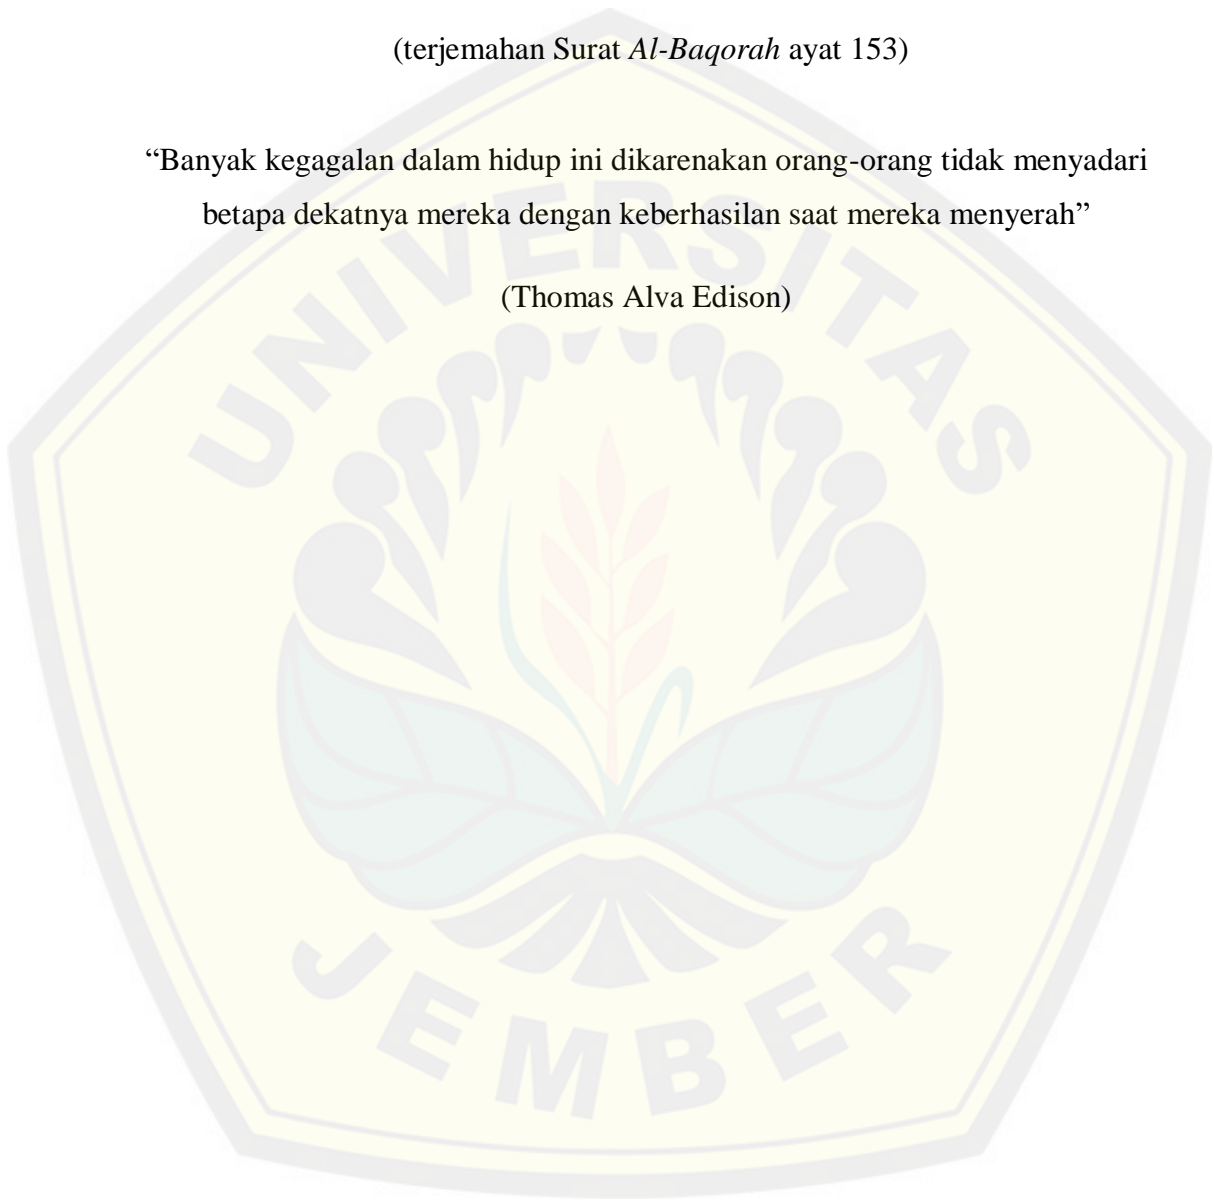 (terjemahan Surat Al-Baqorah ayat 153)
“Banyak kegagalan dalam hidup ini dikarenakan orang-orang tidak menyadari
betapa dekatnya mereka dengan keberhasilan saat mereka menyerah”
(Thomas Alva Edison)
UNIVERSITAS
JEMBER